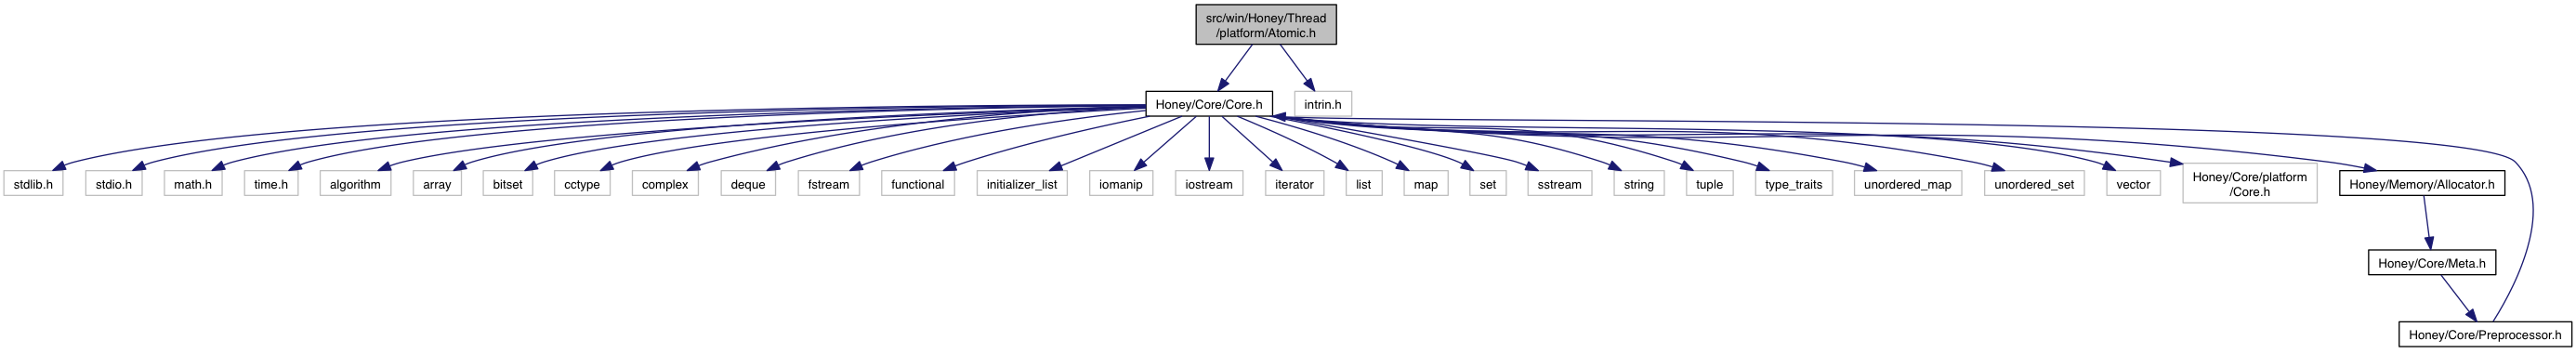 src/win/Honey/Thread
/platform/Atomic.h
Honey/Core/Core.h
intrin.h
stdlib.h
stdio.h
math.h
time.h
algorithm
array
bitset
cctype
complex
deque
fstream
functional
initializer_list
iomanip
iostream
iterator
list
map
set
sstream
string
tuple
type_traits
unordered_map
unordered_set
vector
Honey/Core/platform
/Core.h
Honey/Memory/Allocator.h
Honey/Core/Meta.h
Honey/Core/Preprocessor.h